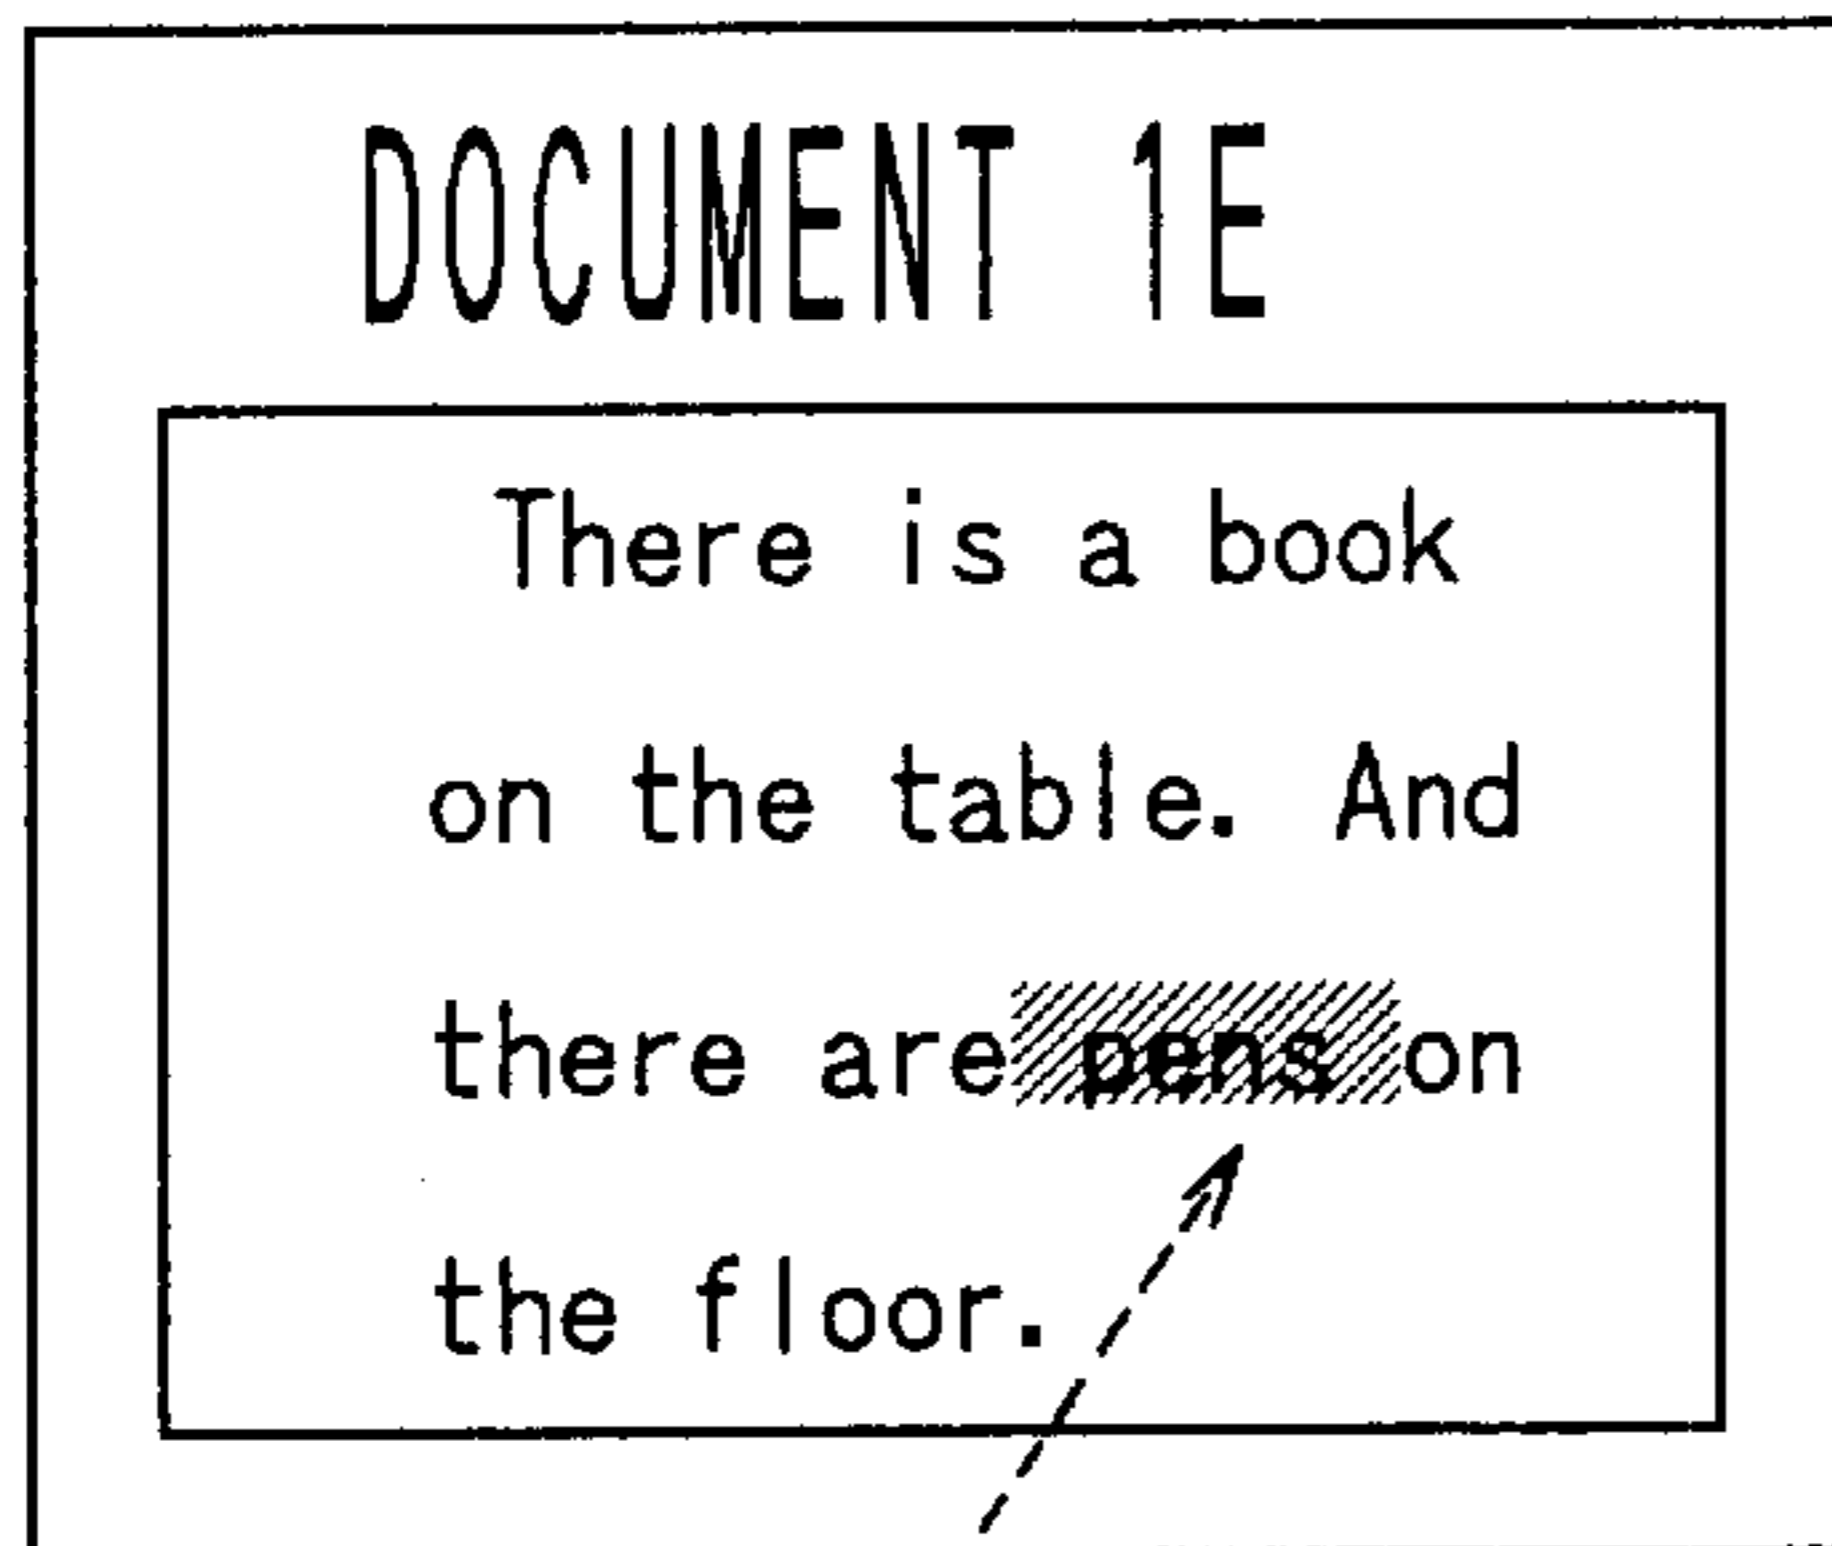 DOCUMENT 1E
There is a book
on the table. And
there are pens on
the floor.